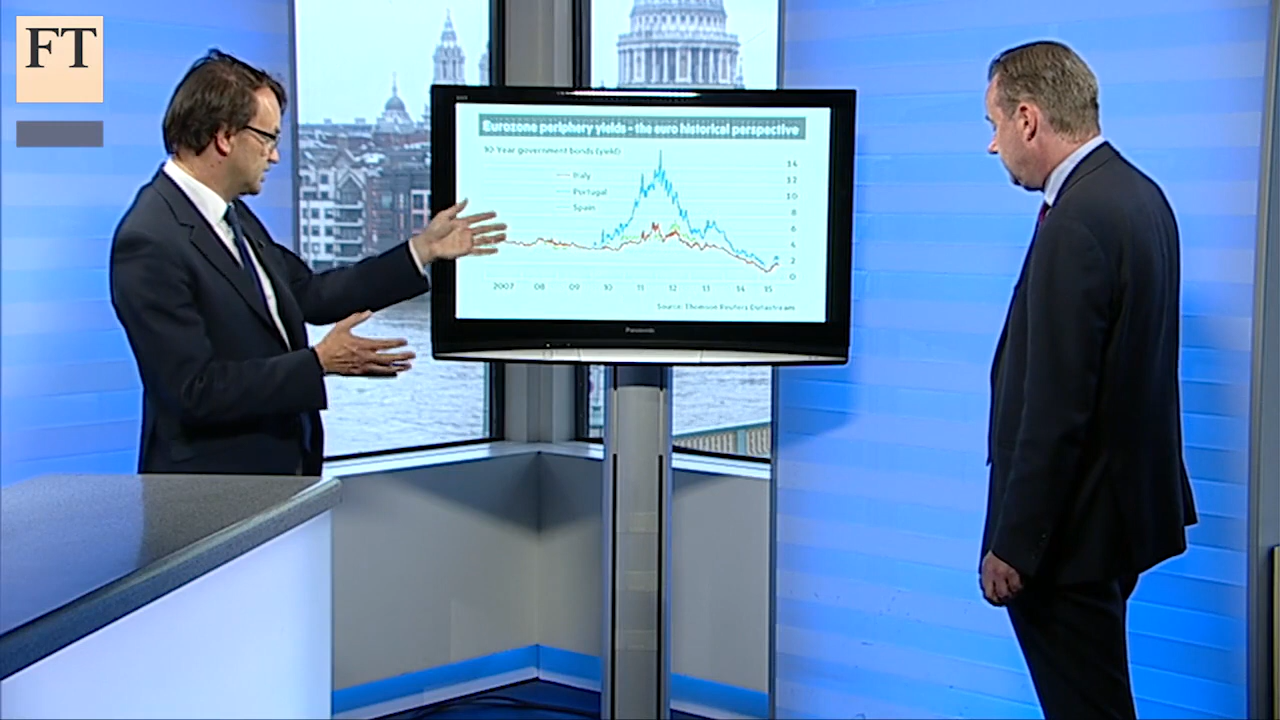 FT
Eurozone periphery yields - the euro historical perspective
10-Year government bonds (yield)
Italy
Portugal
Spain
14
12
10
8
6
4
2
0
2007 08 09 10 11 12 13 14 15
Source: Thomson Reuters Datastream
Panasonic